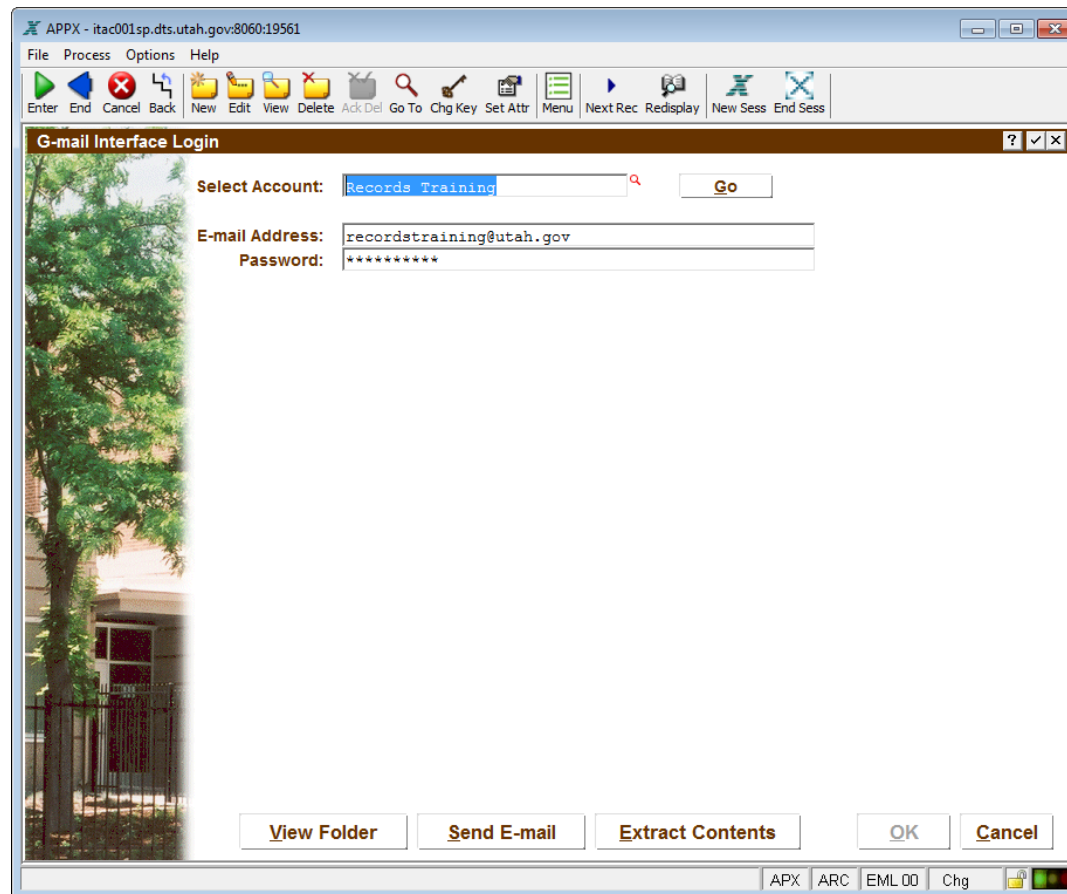 APPX - itac001sp.dts.utah.gov:8060:19561
File Process Options Help
Enter End Cancel Back New Edit View Delete Ack Del Go To Chg Key Set Attr Menu Next Rec Redisplay New Sess End Sess
G-mail Interface Login ?
Select Account: Records Training Go
E-mail Address: recordstraining@utah.gov
Password: **********
View Folder Send E-mail Extract Contents OK Cancel
APX ARC EML 00 Chg